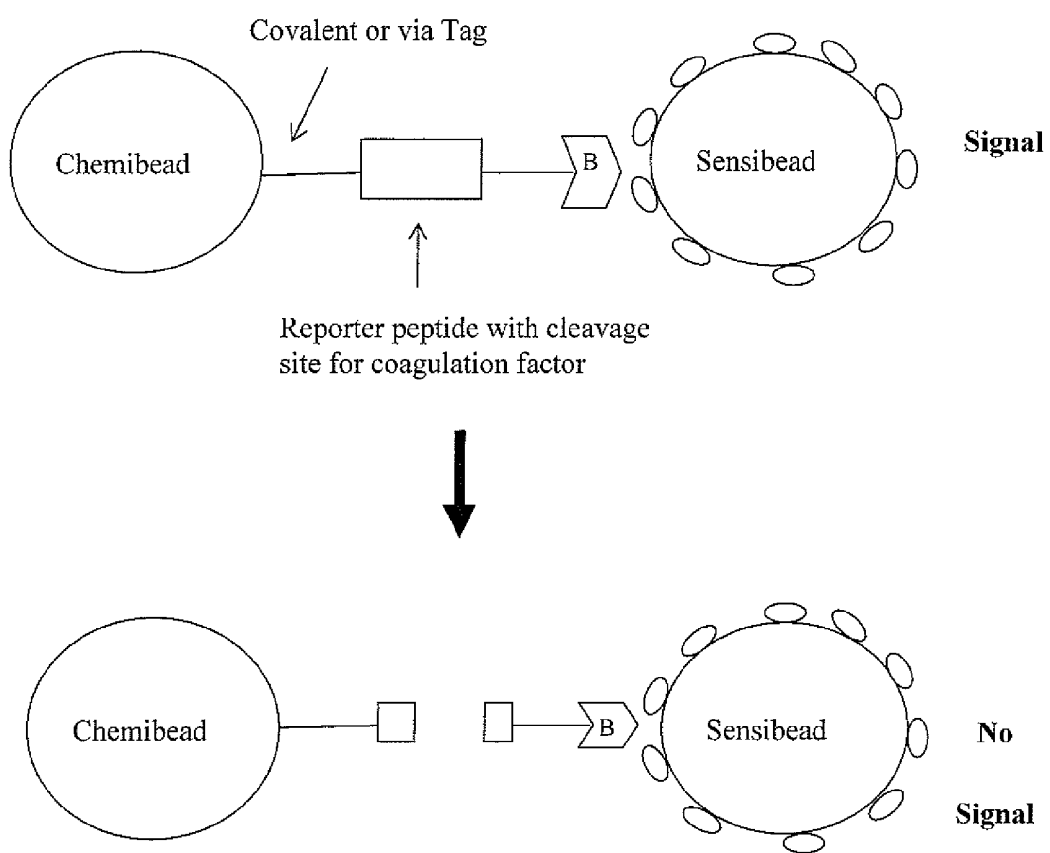 Covalent or via Tag
Chemibead
B
Sensibead
Signal
Reporter peptide with cleavage
site for coagulation factor
Chemibead
B
Sensibead
No
Signal